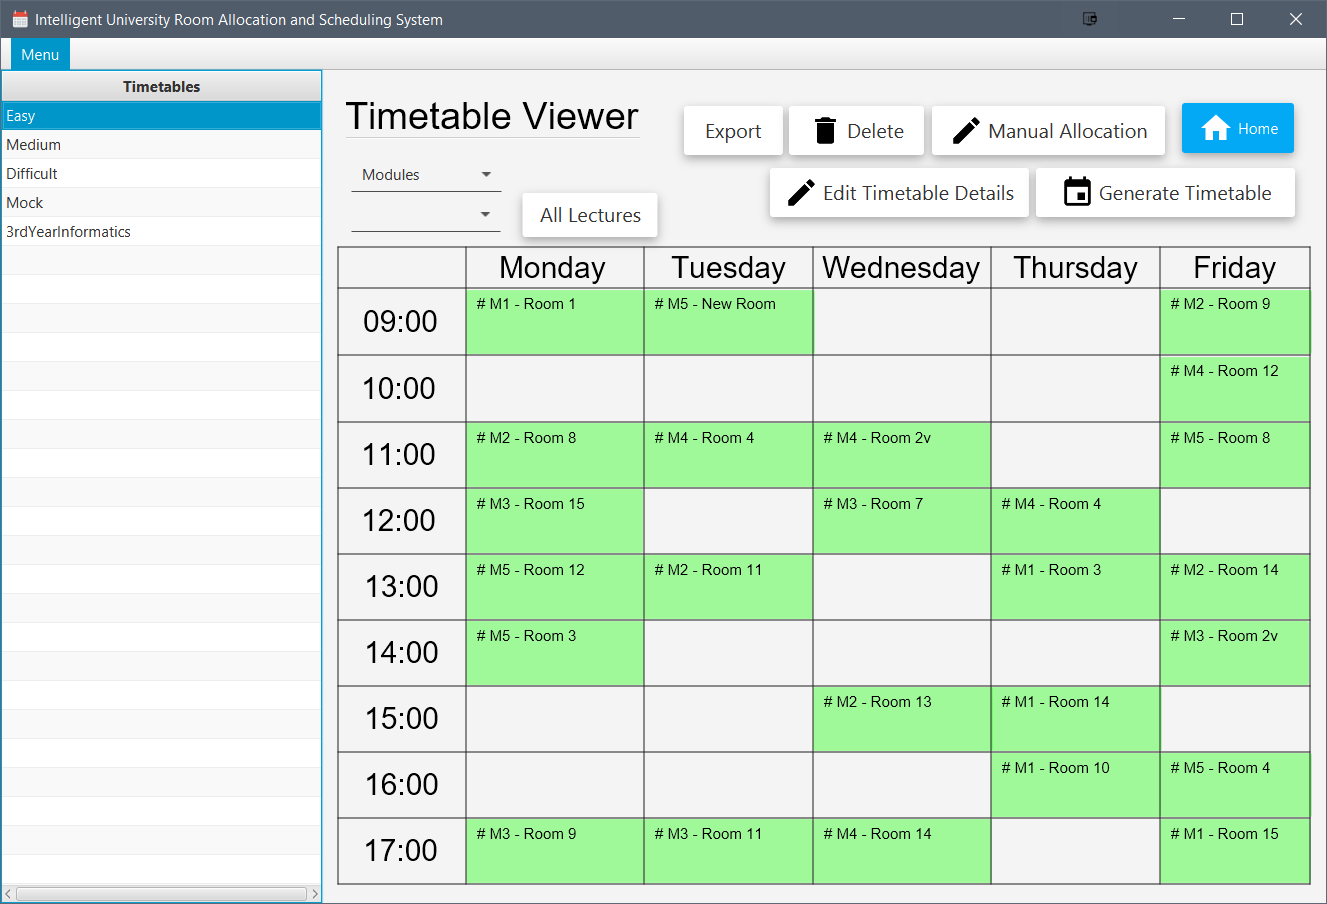 Intelligent University Room Allocation and Scheduling System
Menu
Timetables
Easy
Medium
Difficult
Mock
3rdYearInformatics
Timetable Viewer
Export
Delete
Manual Allocation
Home
Modules
All Lectures
Edit Timetable Details
Generate Timetable
Monday Tuesday Wednesday Thursday Friday
09:00 # M1 - Room 1 # M5 - New Room # M2 - Room 9
10:00 # M4 - Room 12
11:00 # M2 - Room 8 # M4 - Room 4 # M4 - Room 2v # M5 - Room 8
12:00 # M3 - Room 15 # M3 - Room 7 # M4 - Room 4
13:00 # M5 - Room 12 # M2 - Room 11 # M1 - Room 3 # M2 - Room 14
14:00 # M5 - Room 3 # M3 - Room 2v
15:00 # M2 - Room 13 # M1 - Room 14
16:00 # M1 - Room 10 # M5 - Room 4
17:00 # M3 - Room 9 # M3 - Room 11 # M4 - Room 14 # M1 - Room 15